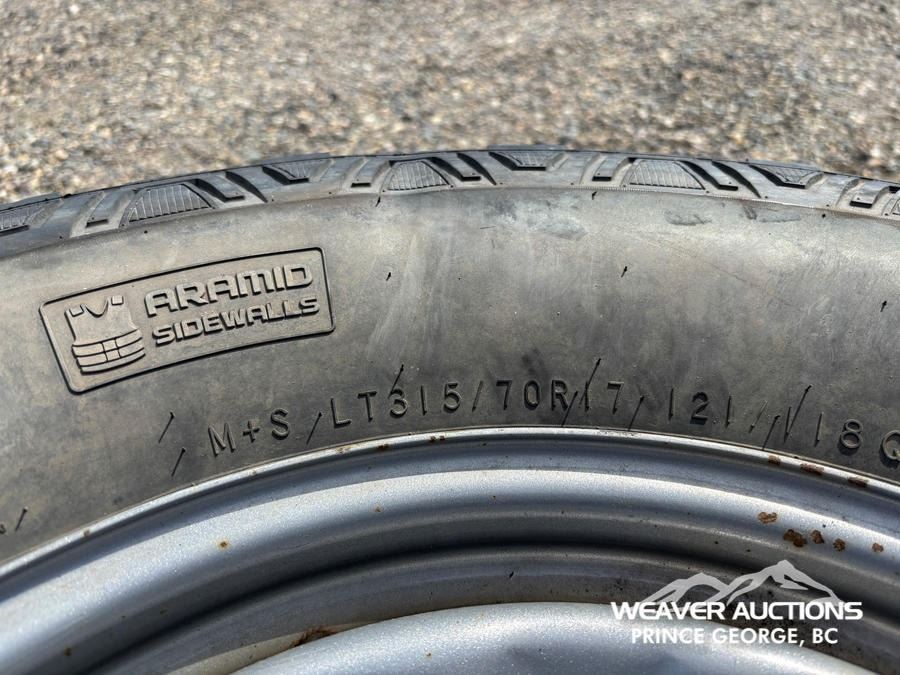 ARAMID
SIDEWALLS
M+S LT315/70R17 121/118Q
WEAVER AUCTIONS
PRINCE GEORGE, BC